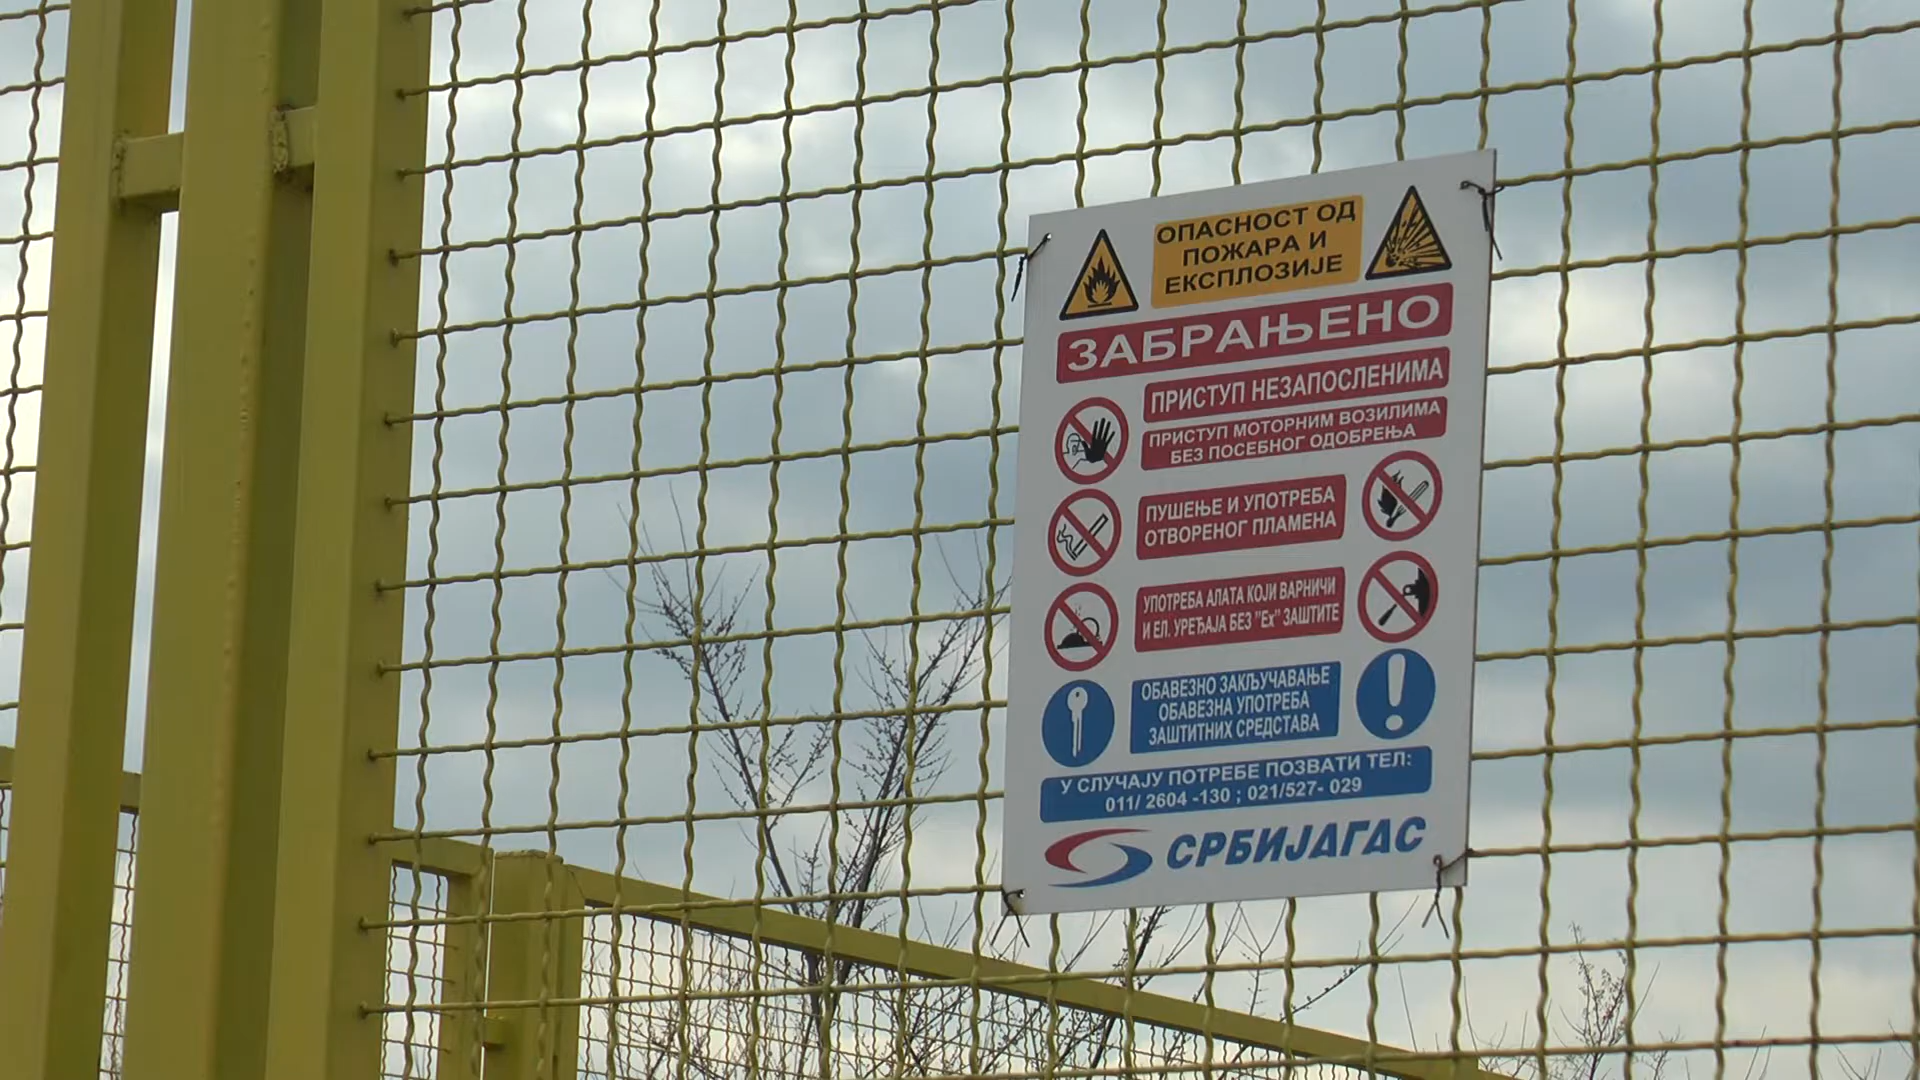 ОПАСНОСТ ОД
ПОЖАРА И
ЕКСПЛОЗИЈЕ
ЗАБРАЊЕНО
ПРИСТУП НЕЗАПОСЛЕНИМА
ПРИСТУП МОТОРНИМ ВОЗИЛИМА
БЕЗ ПОСЕБНОГ ОДОБРЕЊА
ПУШЕЊЕ И УПОТРЕБА
ОТВОРЕНОГ ПЛАМЕНА
УПОТРЕБА АЛАТА КОЈИ ВАРНИЧИ
И ЕЛ. УРЕЂАЈА БЕЗ "Ex" ЗАШТИТЕ
ОБАВЕЗНО ЗАКЉУЧАВАЊЕ
ОБАВЕЗНА УПОТРЕБА
ЗАШТИТНИХ СРЕДСТАВА
У СЛУЧАЈУ ПОТРЕБЕ ПОЗВАТИ ТЕЛ:
011/ 2604 -130 ; 021/527- 029
СРБИЈАГАС